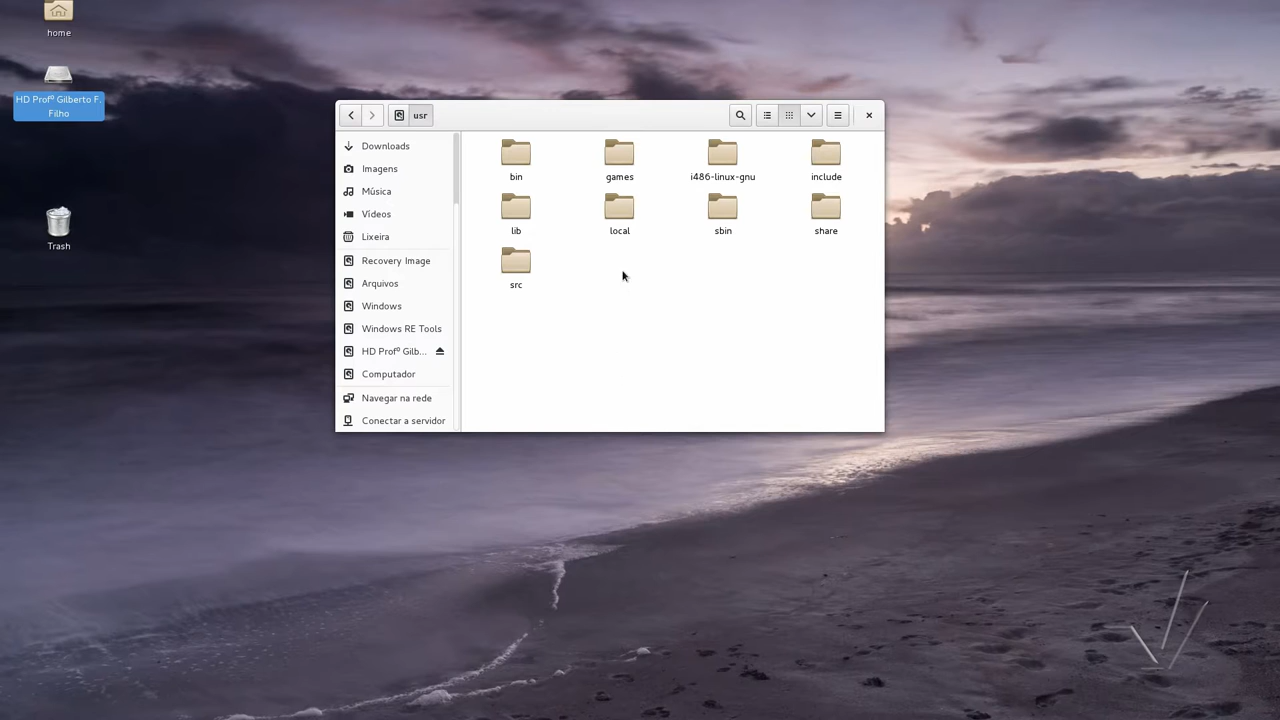 home
HD Profº Gilberto F.
Filho
Trash
usr
Downloads
Imagens
Música
Vídeos
Lixeira
Recovery Image
Arquivos
Windows
Windows RE Tools
HD Profº Gilb...
Computador
Navegar na rede
Conectar a servidor
bin
games
i486-linux-gnu
include
lib
local
sbin
share
src